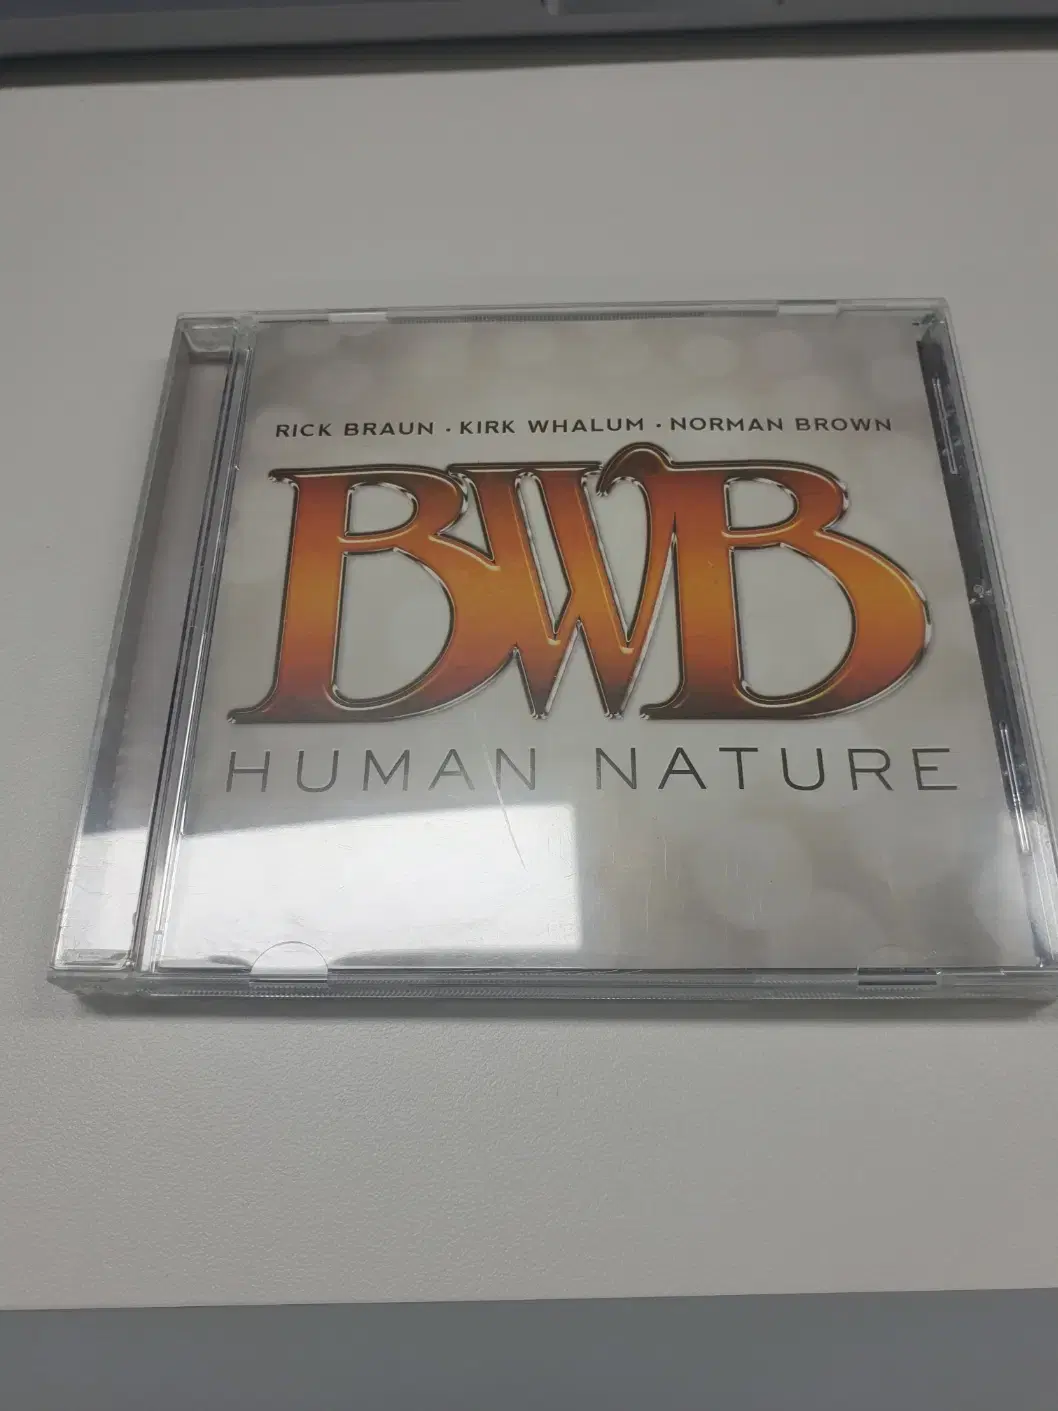 RICK BRAUN · KIRK WHALUM · NORMAN BROWN
BWB
HUMAN NATURE